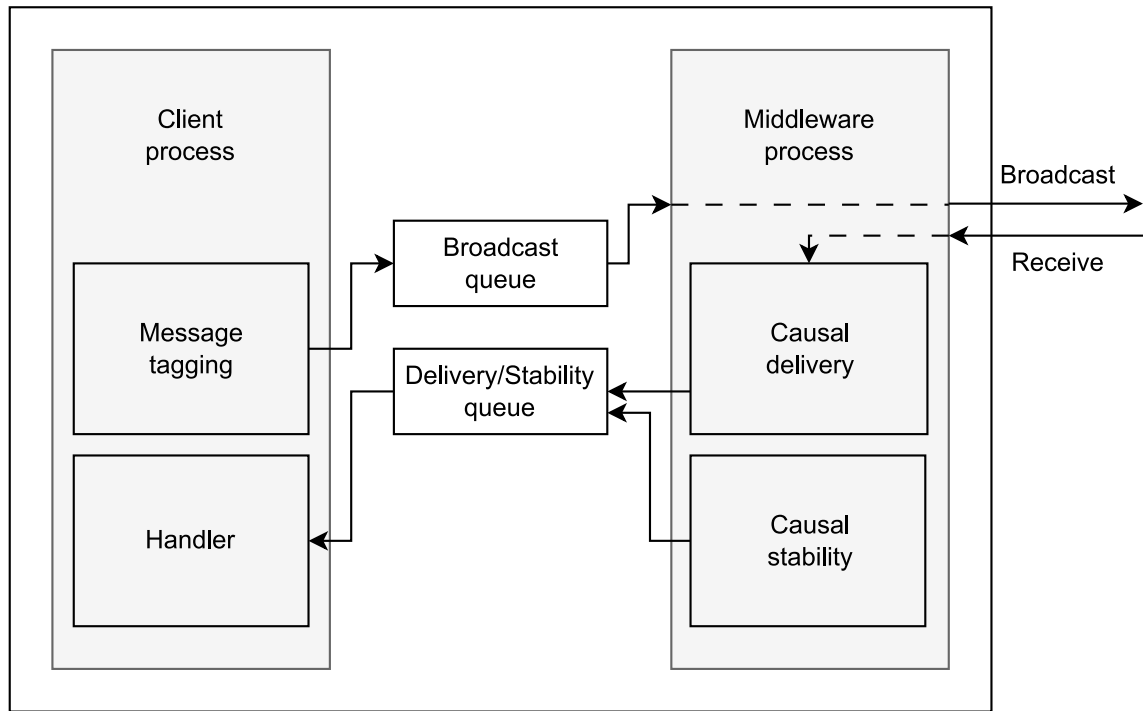 Client
process
Middleware
process
Broadcast
Broadcast
queue
Receive
Message
tagging
Delivery/Stability
queue
Causal
delivery
Handler
Causal
stability